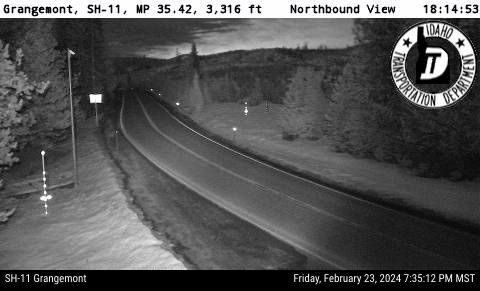 Grangemont, SH-11, MP 35.42, 3,316 ft Northbound View 18:14:53
IDAHO
TRANSPORTATION DEPARTMENT
SH-11 Grangemont Friday, February 23, 2024 7:35:12 PM MST